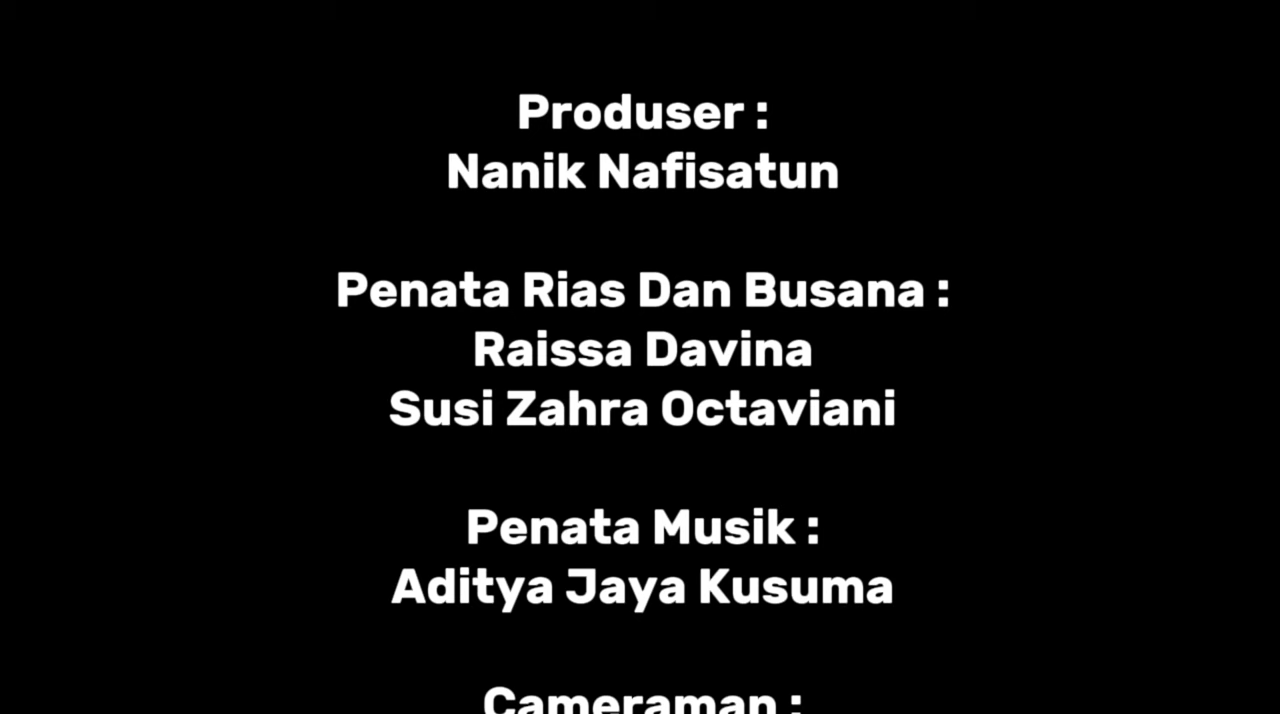 Produser :
Nanik Nafisatun
Penata Rias Dan Busana :
Raissa Davina
Susi Zahra Octaviani
Penata Musik :
Aditya Jaya Kusuma
Cameraman :